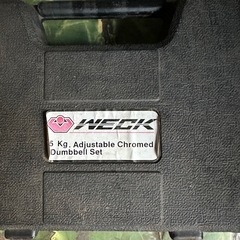 WECK
5 Kg. Adjustable Chromed
Dumbbell Set